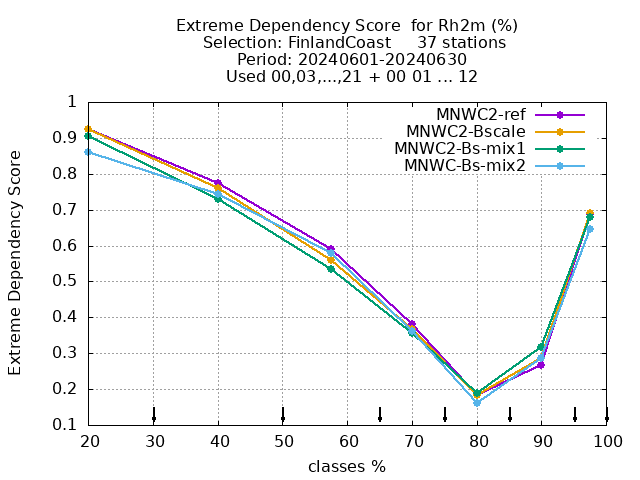 Extreme Dependency Score  for Rh2m (%)
Selection: FinlandCoast     37 stations
Period: 20240601-20240630
Used 00,03,...,21 + 00 01 ... 12
MNWC2-ref
MNWC2-Bscale
MNWC2-Bs-mix1
MNWC-Bs-mix2
Extreme Dependency Score
1
0.9
0.8
0.7
0.6
0.5
0.4
0.3
0.2
0.1
20 30 40 50 60 70 80 90 100
classes %